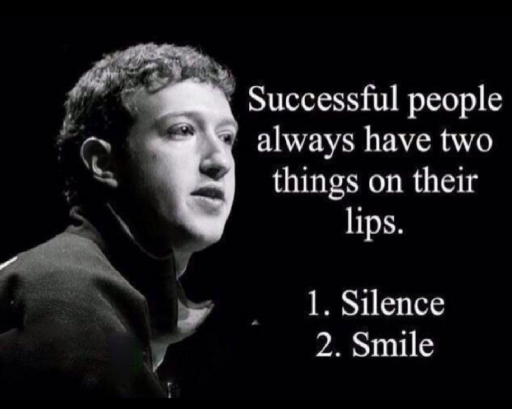 Successful people
always have two
things on their
lips.
1. Silence
2. Smile